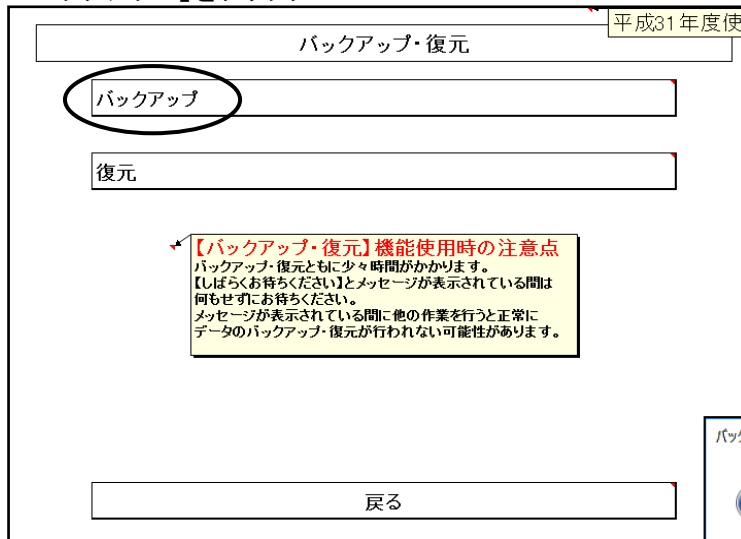 平成31年度使
バックアップ・復元
バックアップ
復元
【バックアップ・復元】機能使用時の注意点
バックアップ・復元ともに少々時間がかかります。
【しばらくお待ちください】とメッセージが表示されている間は
何もせずにお待ちください。
メッセージが表示されている間に他の作業を行うと正常に
データのバックアップ・復元が行われない可能性があります。
バック
戻る